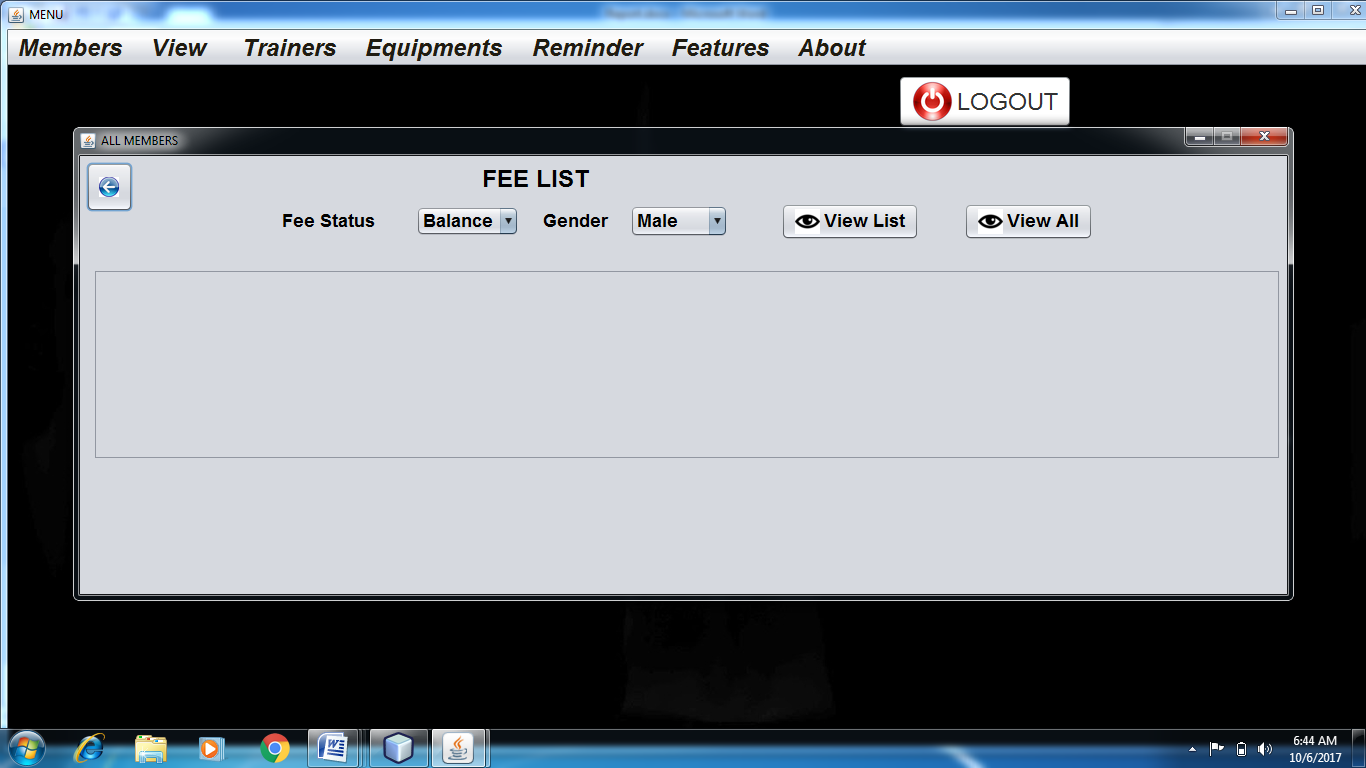 MENU
Members View Trainers Equipments Reminder Features About
LOGOUT
ALL MEMBERS
FEE LIST
Fee Status Balance Gender Male View List View All
6:44 AM
10/6/2017